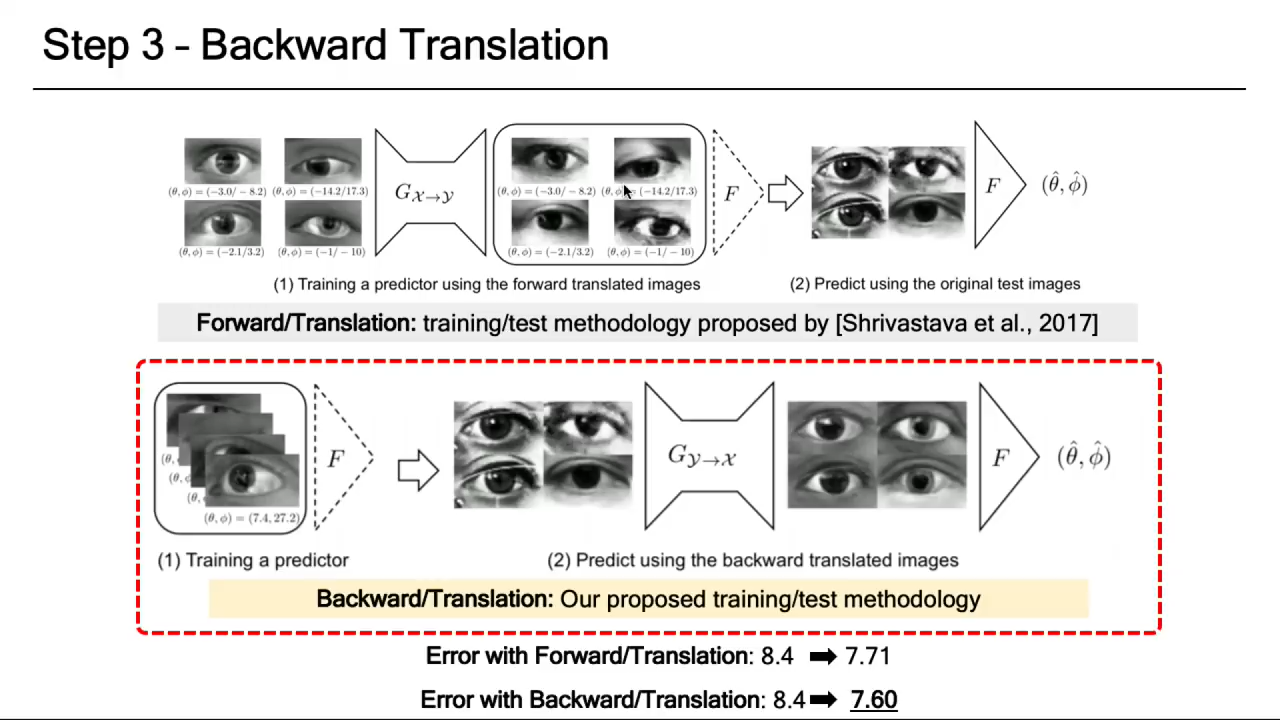 Step 3 – Backward Translation
(θ, ϕ) = (−3.0/ − 8.2) (θ, ϕ) = (−14.2/17.3)
(θ, ϕ) = (−2.1/3.2) (θ, ϕ) = (−1/ − 10)
G𝒳→𝒴
(θ, ϕ) = (−3.0/ − 8.2) (θ, ϕ) = (−14.2/17.3)
(θ, ϕ) = (−2.1/3.2) (θ, ϕ) = (−1/ − 10)
F
F
(θ̂, ϕ̂)
(1) Training a predictor using the forward translated images
(2) Predict using the original test images
Forward/Translation: training/test methodology proposed by [Shrivastava et al., 2017]
(θ,
(θ,
(θ,
(θ, ϕ) = (7.4, 27.2)
F
G𝒴→𝒳
F
(θ̂, ϕ̂)
(1) Training a predictor
(2) Predict using the backward translated images
Backward/Translation: Our proposed training/test methodology
Error with Forward/Translation: 8.4 ➡ 7.71
Error with Backward/Translation: 8.4 ➡ 7.60